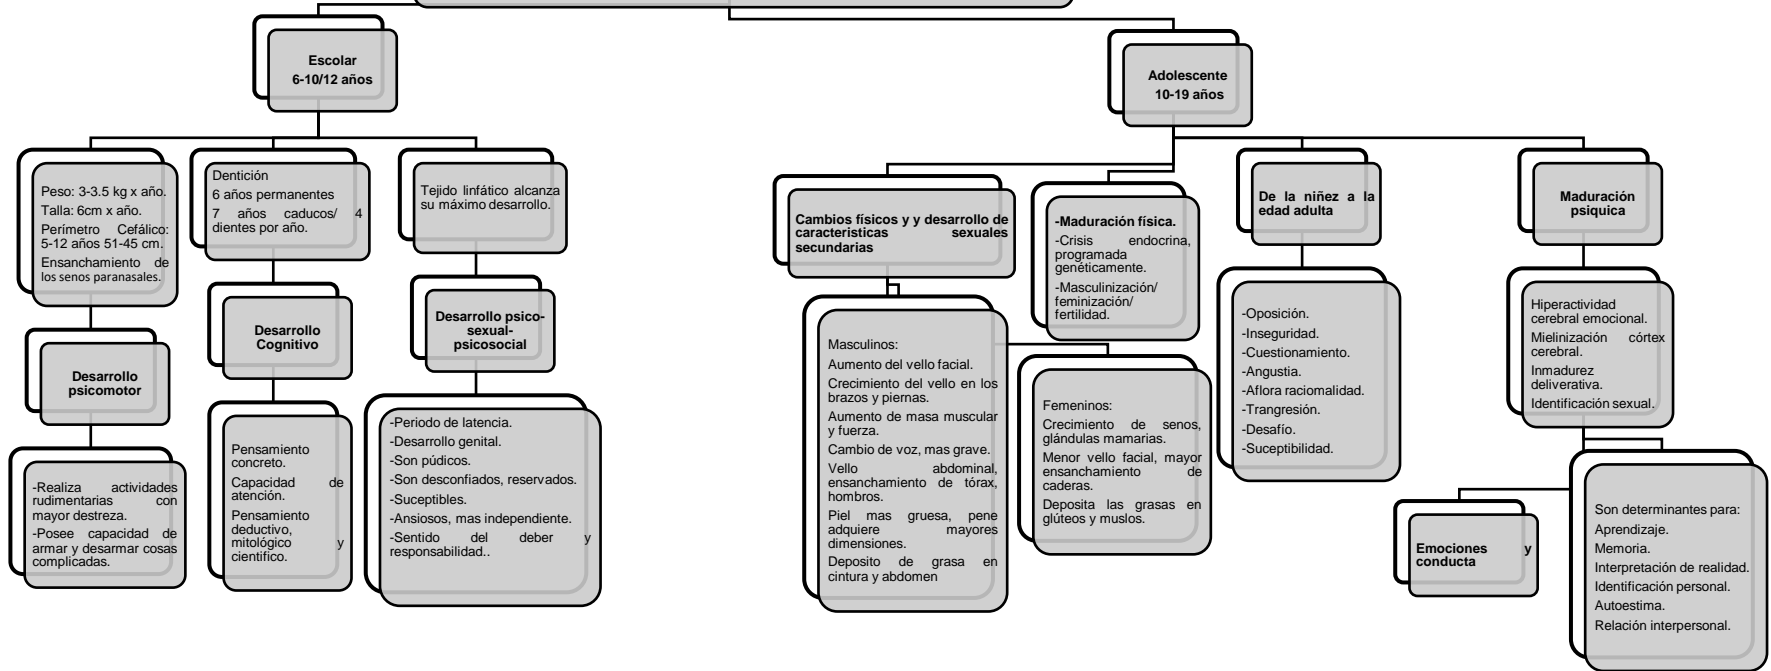 Escolar
6-10/12 años
Adolescente
10-19 años
Peso: 3-3.5 kg x año.
Talla: 6cm x año.
Perímetro Cefálico:
5-12 años 51-45 cm.
Ensanchamiento de
los senos paranasales.
Dentición
6 años permanentes
7 años caducos/ 4
dientes por año.
Tejido linfático alcanza
su máximo desarrollo.
Desarrollo
psicomotor
Desarrollo
Cognitivo
Desarrollo psico-
sexual-
psicosocial
-Realiza actividades
rudimentarias con
mayor destreza.
-Posee capacidad de
armar y desarmar cosas
complicadas.
Pensamiento
concreto.
Capacidad de
atención.
Pensamiento
deductivo,
mitológico y
cientifico.
-Periodo de latencia.
-Desarrollo genital.
-Son púdicos.
-Son desconfiados, reservados.
-Suceptibles.
-Ansiosos, mas independiente.
-Sentido del deber y
responsabilidad..
Cambios físicos y y desarrollo de
caracteristicas sexuales
secundarias
-Maduración física.
-Crisis endocrina,
programada
genéticamente.
-Masculinización/
feminización/
fertilidad.
De la niñez a la
edad adulta
Maduración
psiquica
Masculinos:
Aumento del vello facial.
Crecimiento del vello en los
brazos y piernas.
Aumento de masa muscular
y fuerza.
Cambio de voz, mas grave.
Vello abdominal,
ensanchamiento de tórax,
hombros.
Piel mas gruesa, pene
adquiere mayores
dimensiones.
Deposito de grasa en
cintura y abdomen
Femeninos:
Crecimiento de senos,
glándulas mamarias.
Menor vello facial, mayor
ensanchamiento de
caderas.
Deposita las grasas en
glúteos y muslos.
-Oposición.
-Inseguridad.
-Cuestionamiento.
-Angustia.
-Aflora raciomalidad.
-Trangresión.
-Desafío.
-Suceptibilidad.
Hiperactividad
cerebral emocional.
Mielinización córtex
cerebral.
Inmadurez
deliverativa.
Identificación sexual.
Emociones y
conducta
Son determinantes para:
Aprendizaje.
Memoria.
Interpretación de realidad.
Identificación personal.
Autoestima.
Relación interpersonal.